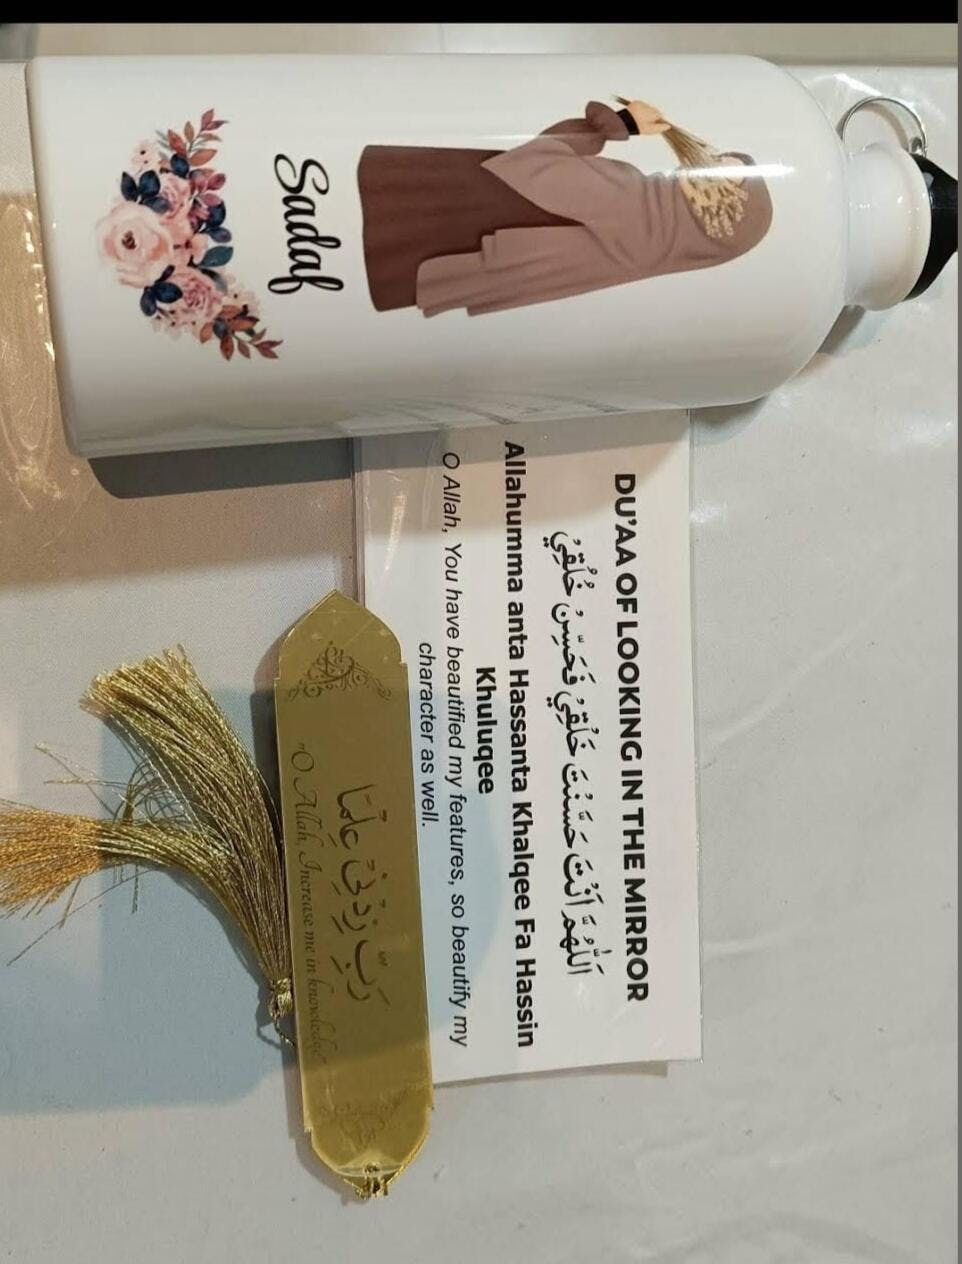 Sadaf
DU'AA OF LOOKING IN THE MIRROR
اَللّٰهُمَّ اَنْتَ حَسَّنْتَ خَلْقِيْ فَحَسِّنْ خُلُقِيْ
Allahumma anta Hassanta Khalqee Fa Hassin
Khuluqee
O Allah, You have beautified my features, so beautify my
character as well.
رَبِّ زِدْنِيْ عِلْمًا
"O Allah, Increase me in knowledge"